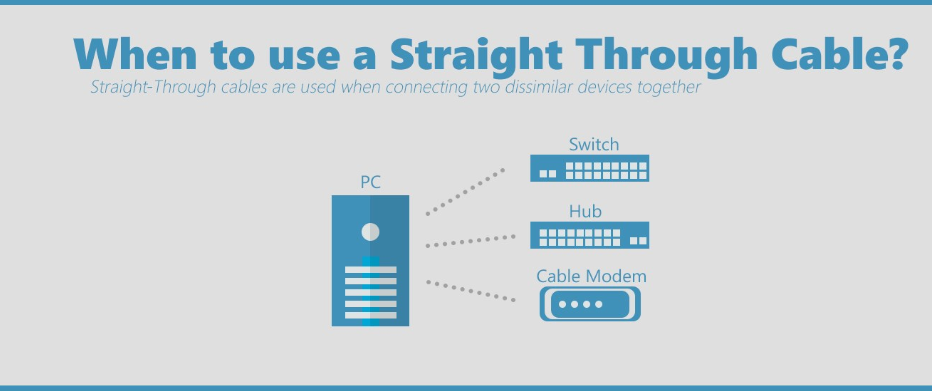 When to use a Straight Through Cable?
Straight-Through cables are used when connecting two dissimilar devices together
Switch
PC
Hub
Cable Modem